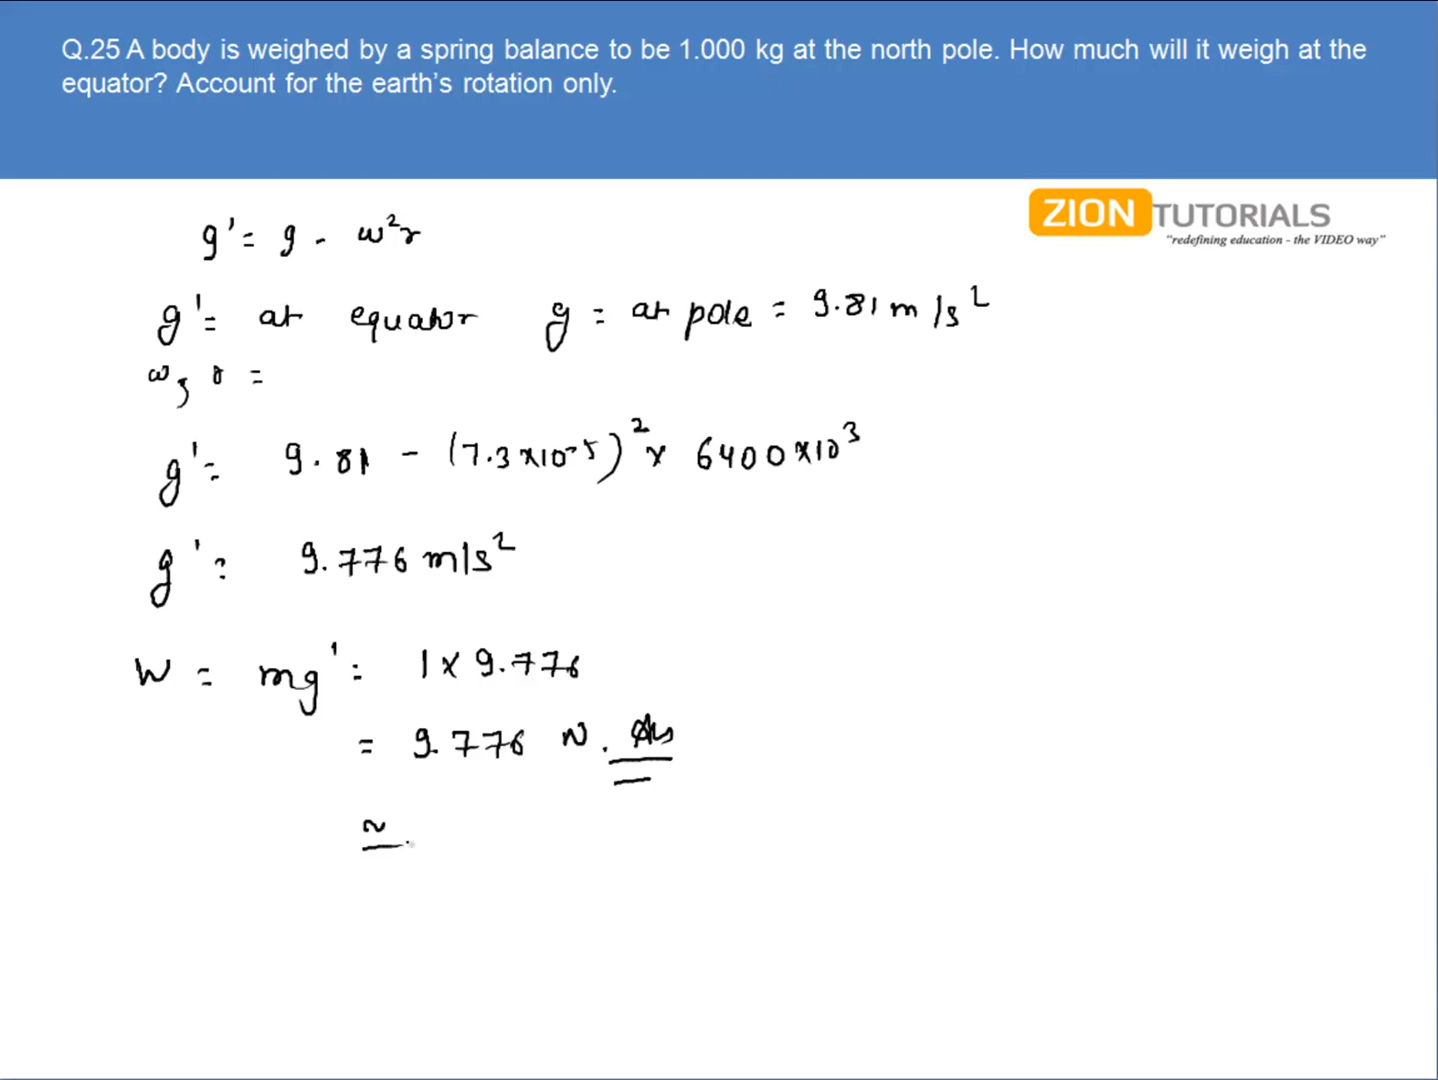 Q.25 A body is weighed by a spring balance to be 1.000 kg at the north pole. How much will it weigh at the
equator? Account for the earth's rotation only.
ZION TUTORIALS
"redefining education - the VIDEO way"
g' = g - ω²r
g' = at equator g = at pole = 9.81 m/s²
ω, r =
g' = 9.81 - (7.3×10⁻⁵)² × 6400×10³
g' = 9.776 m/s²
W = mg' = 1 × 9.776
= 9.776 N. Ans
≈